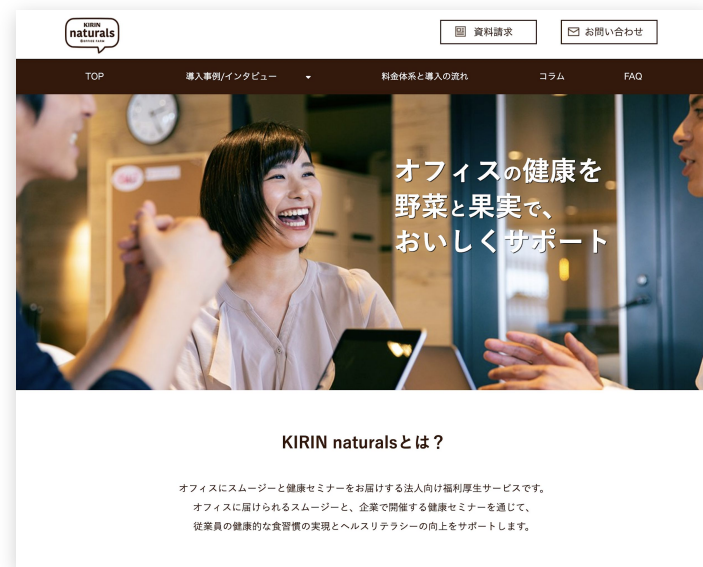 KIRIN
naturals
資料請求
お問い合わせ
TOP
導入事例/インタビュー
料金体系と導入の流れ
コラム
FAQ
オフィスの健康を
野菜と果実で、
おいしくサポート
KIRIN naturalsとは？
オフィスにスムージーと健康セミナーをお届けする法人向け福利厚生サービスです。
オフィスに届けられるスムージーと、企業で開催する健康セミナーを通じて、
従業員の健康的な食習慣の実現とヘルスリテラシーの向上をサポートします。